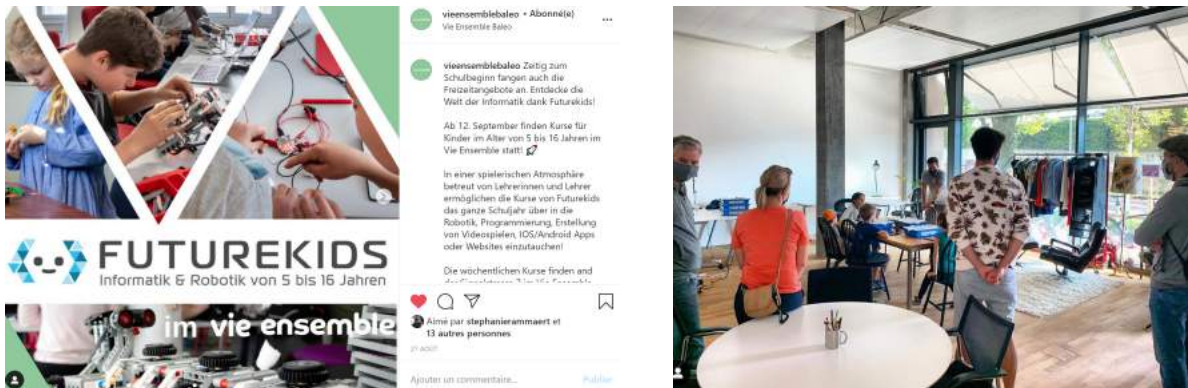 FUTUREKIDS
Informatik & Robotik von 5 bis 16 Jahren
im vie ensemble
vieensemblebaleo • Abonné(e)
Vie Ensemble Baleo
vieensemblebaleo Zeitig zum
Schulbeginn fangen auch die
Freizeitangebote an. Entdecke die
Welt der Informatik dank Futurekids!
Ab 12. September finden Kurse für
Kinder im Alter von 5 bis 16 Jahren im
Vie Ensemble statt! 🚀
In einer spielerischen Atmosphäre
betreut von Lehrerinnen und Lehrer
ermöglichen die Kurse von Futurekids
das ganze Schuljahr über in die
Robotik, Programmierung, Erstellung
von Videospielen, IOS/Android Apps
oder Websites einzutauchen!
Die wöchentlichen Kurse finden and
Aimé par stephanierammaert et
13 autres personnes
27 AOÛT
Ajouter un commentaire...
Publier